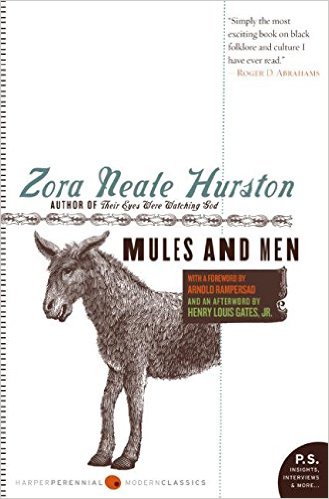 "Simply the most
exciting book on black
folklore and culture I
have ever read."
—ROGER D. ABRAHAMS
Zora Neale Hurston
AUTHOR OF Their Eyes Were Watching God
MULES AND MEN
WITH A FOREWORD BY
ARNOLD RAMPERSAD
AND AN AFTERWORD BY
HENRY LOUIS GATES, JR.
P.S.
INSIGHTS,
INTERVIEWS
& MORE...
HARPERPERENNIAL MODERNCLASSICS